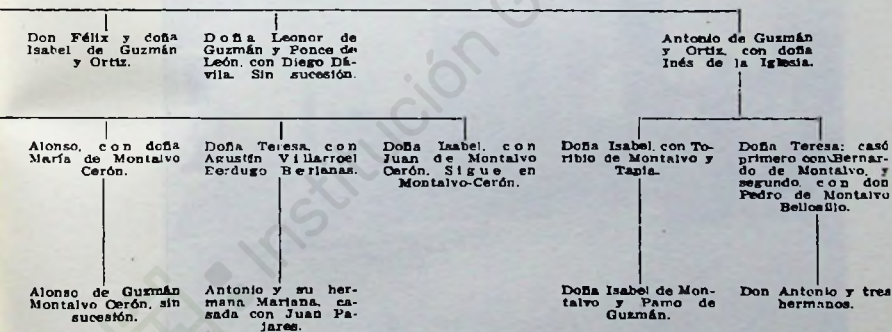 Don Félix y doña
Isabel de Guzmán
y Ortiz.
Doña Leonor de
Guzmán y Ponce de
León, con Diego Dá-
vila. Sin sucesión.
Antonio de Guzmán
y Ortiz, con doña
Inés de la Iglesia.
Alonso, con doña
María de Montalvo
Cerón.
Doña Teresa, con
Agustín Villarroel
Eerdugo Berlanas.
Doña Isabel, con
Juan de Montalvo
Cerón. Sigue en
Montalvo-Cerón.
Doña Isabel, con To-
ribio de Montalvo y
Tapia.
Doña Teresa: casó
primero con Bernar-
do de Montalvo, y
segundo, con don
Pedro de Montalvo
Bellosillo.
Alonso de Guzmán
Montalvo Cerón, sin
sucesión.
Antonio y su her-
mana Mariana, ca-
sada con Juan Pa-
jares.
Doña Isabel de Mon-
talvo y Pamo de
Guzmán.
Don Antonio y tres
hermanos.
Institución G